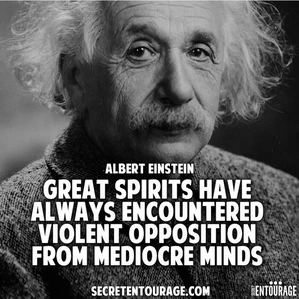 ALBERT EINSTEIN
GREAT SPIRITS HAVE
ALWAYS ENCOUNTERED
VIOLENT OPPOSITION
FROM MEDIOCRE MINDS
SECRETENTOURAGE.COM
ENTOURAGE